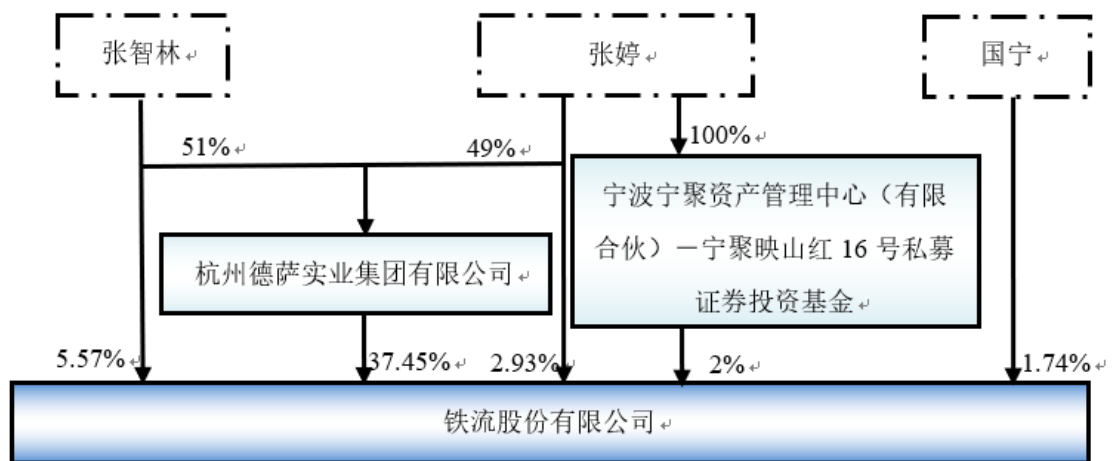 张智林
张婷
国宁
51%
49%
100%
宁波宁聚资产管理中心（有限
合伙）－宁聚映山红 16 号私募
证券投资基金
杭州德萨实业集团有限公司
5.57%
37.45%
2.93%
2%
1.74%
铁流股份有限公司